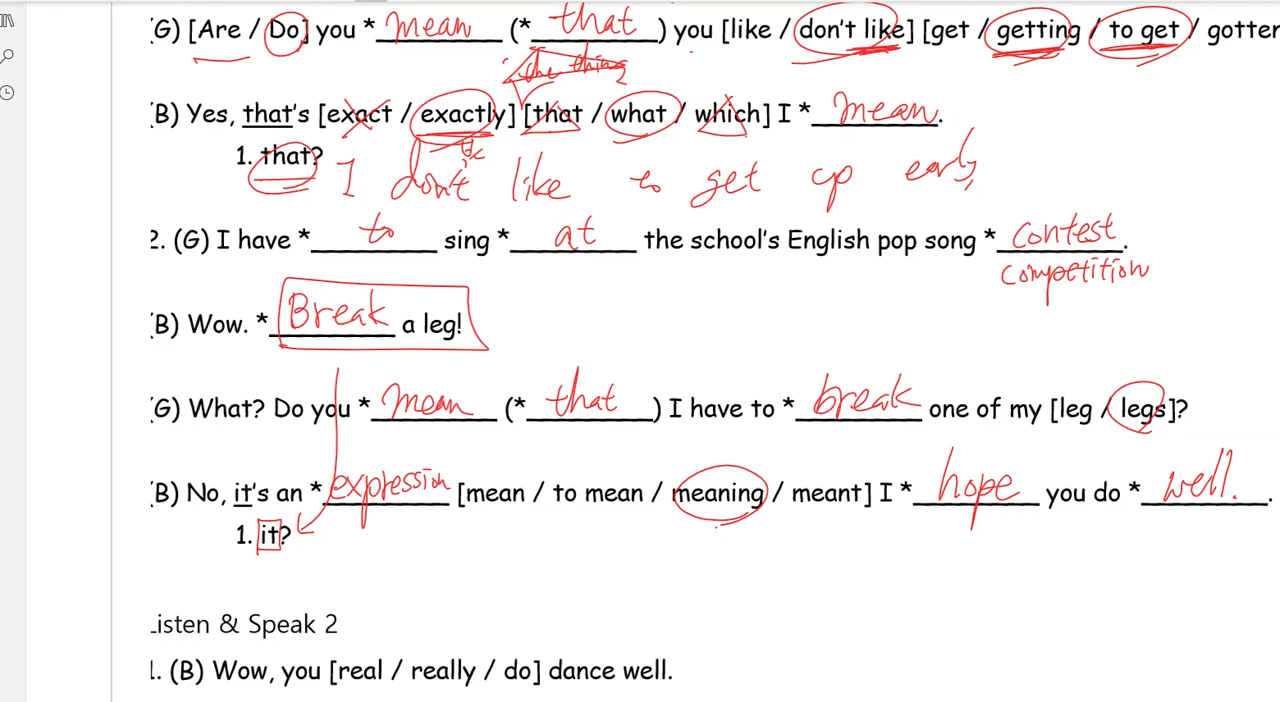 (G) [Are / Do] you * mean (* that ) you [like / don't like] [get / getting / to get / gotten
the thing
(B) Yes, that's [exact / exactly] [that / what / which] I * mean.
1. that? I don't like to get up early
2. (G) I have * to sing * at the school's English pop song * contest.
competition
(B) Wow. * Break a leg!
(G) What? Do you * mean (* that ) I have to * break one of my [leg / legs]?
(B) No, it's an * expression [mean / to mean / meaning / meant] I * hope you do * well.
1. it?
Listen & Speak 2
1. (B) Wow, you [real / really / do] dance well.